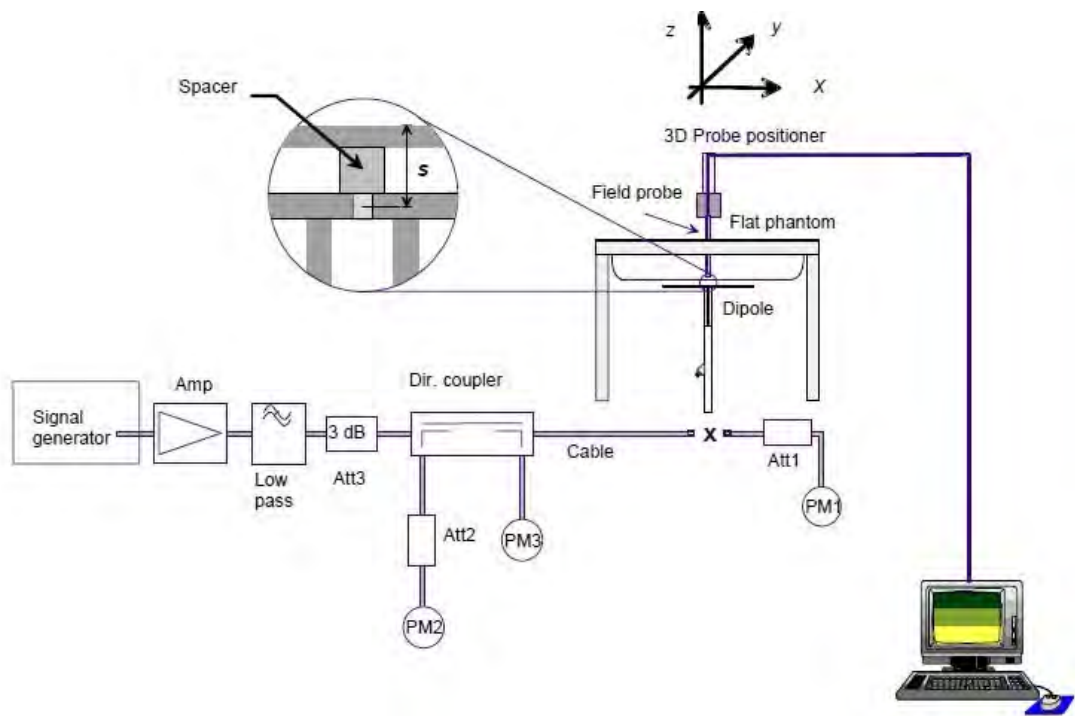 z
y
x
Spacer
s
3D Probe positioner
Field probe
Flat phantom
Dipole
Signal
generator
Amp
Low
pass
3 dB
Att3
Dir. coupler
Cable
X
Att1
PM1
Att2
PM3
PM2